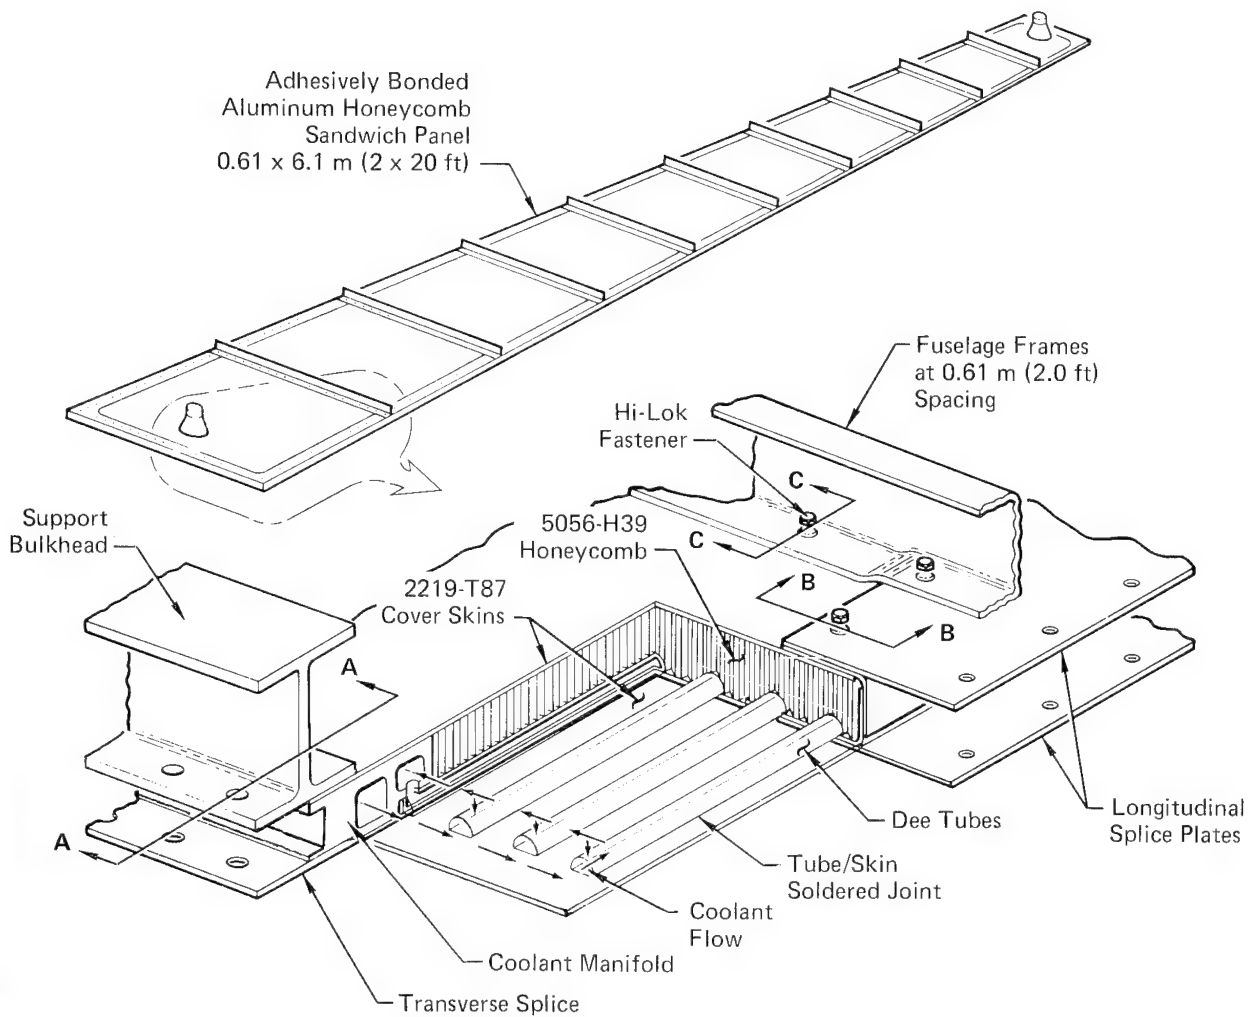 Adhesively Bonded
Aluminum Honeycomb
Sandwich Panel
0.61 x 6.1 m (2 x 20 ft)
Fuselage Frames
at 0.61 m (2.0 ft)
Spacing
Hi-Lok
Fastener
C
C
5056-H39
Honeycomb
Support
Bulkhead
2219-T87
Cover Skins
B
B
A
A
Longitudinal
Splice Plates
Dee Tubes
Tube/Skin
Soldered Joint
Coolant
Flow
Coolant Manifold
Transverse Splice